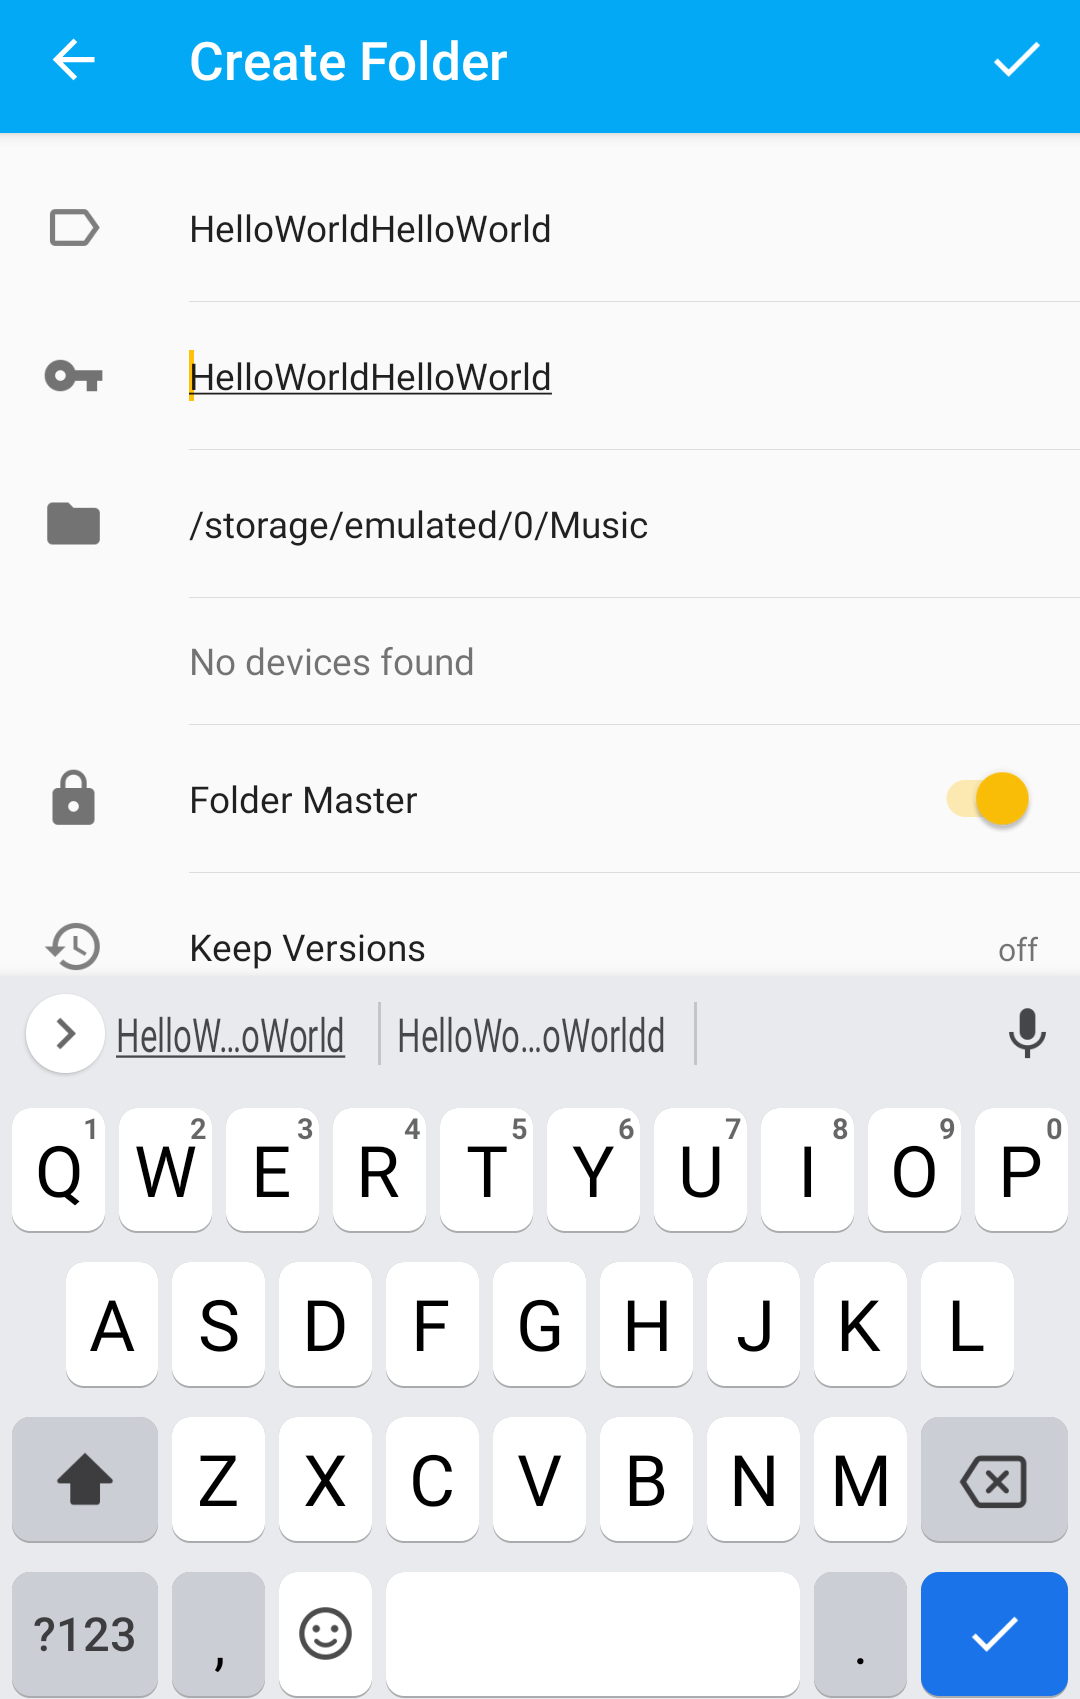 Create Folder
HelloWorldHelloWorld
HelloWorldHelloWorld
/storage/emulated/0/Music
No devices found
Folder Master
Keep Versions off
HelloW...oWorld HelloWo...oWorldd
1 2 3 4 5 6 7 8 9 0
Q W E R T Y U I O P
A S D F G H J K L
Z X C V B N M
?123 , .